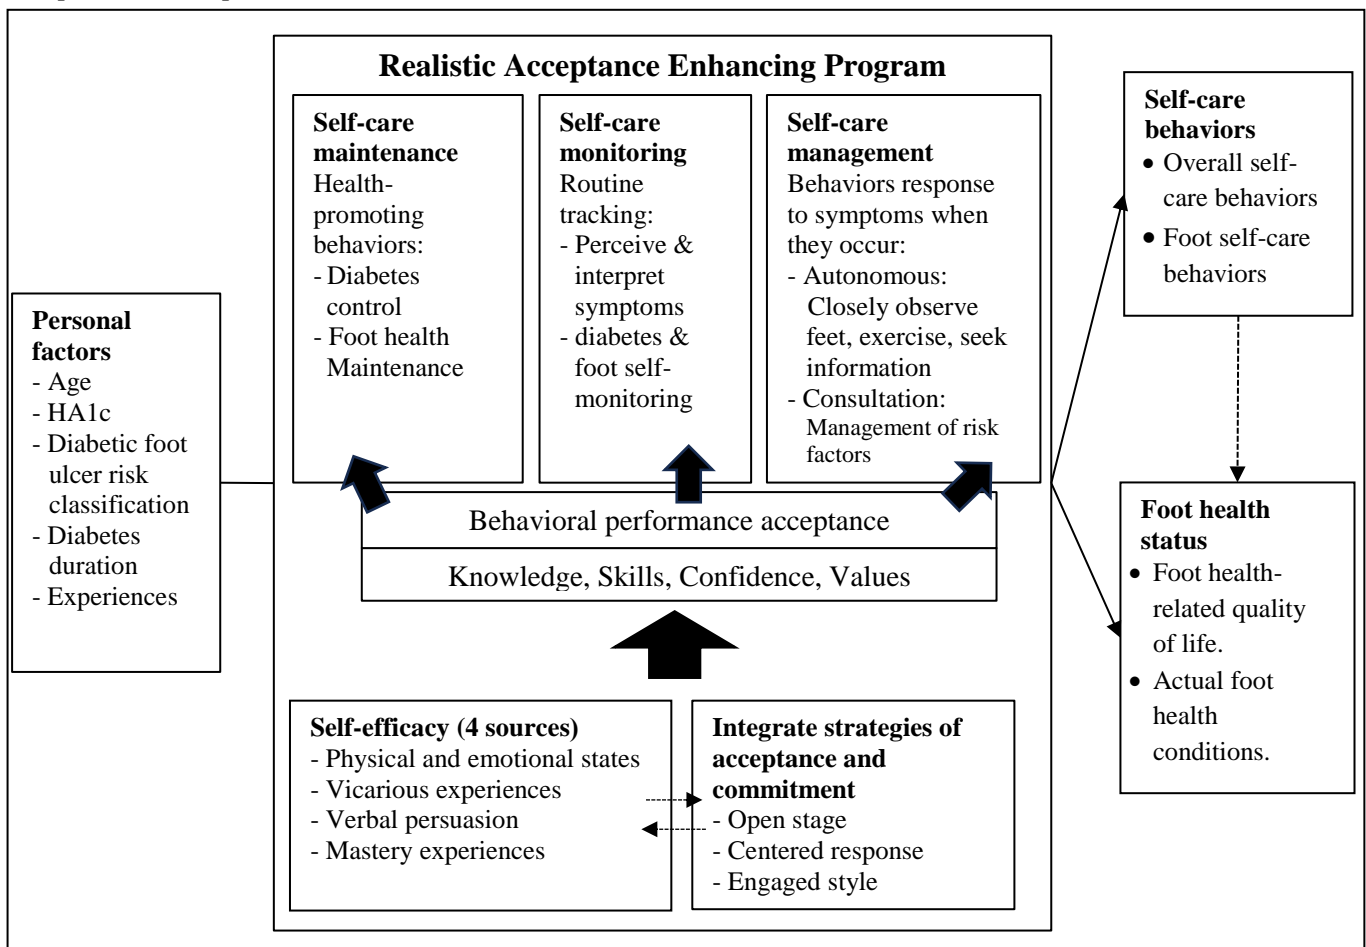 Realistic Acceptance Enhancing Program
Personal
factors
- Age
- HA1c
- Diabetic foot
ulcer risk
classification
- Diabetes
duration
- Experiences
Self-care
maintenance
Health-
promoting
behaviors:
- Diabetes
control
- Foot health
Maintenance
Self-care
monitoring
Routine
tracking:
- Perceive &
interpret
symptoms
- diabetes &
foot self-
monitoring
Self-care
management
Behaviors response
to symptoms when
they occur:
- Autonomous:
Closely observe
feet, exercise, seek
information
- Consultation:
Management of risk
factors
Behavioral performance acceptance
Knowledge, Skills, Confidence, Values
Self-efficacy (4 sources)
- Physical and emotional states
- Vicarious experiences
- Verbal persuasion
- Mastery experiences
Integrate strategies of
acceptance and
commitment
- Open stage
- Centered response
- Engaged style
Self-care
behaviors
• Overall self-
care behaviors
• Foot self-care
behaviors
Foot health
status
• Foot health-
related quality
of life.
• Actual foot
health
conditions.